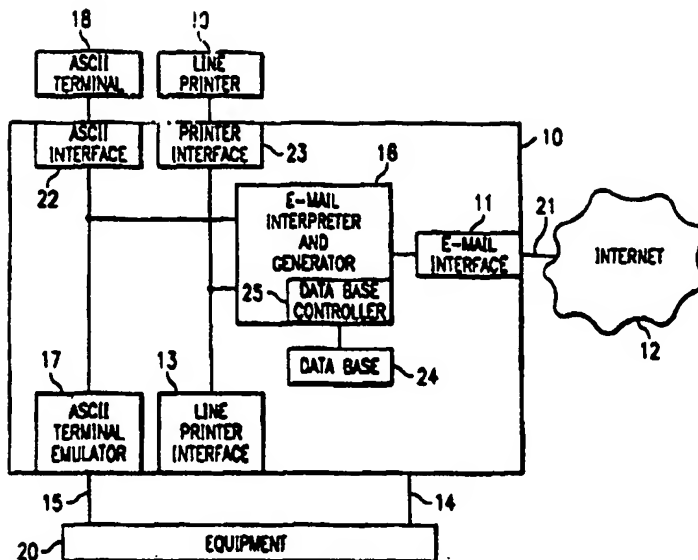 18
ASCII
TERMINAL
LINE
PRINTER
ASCII
INTERFACE
22
PRINTER
INTERFACE
23
10
16
E-MAIL
INTERPRETER
AND
GENERATOR
11
E-MAIL
INTERFACE
21
INTERNET
12
25
DATA BASE
CONTROLLER
DATA BASE
24
17
ASCII
TERMINAL
EMULATOR
13
LINE
PRINTER
INTERFACE
15
14
20
EQUIPMENT